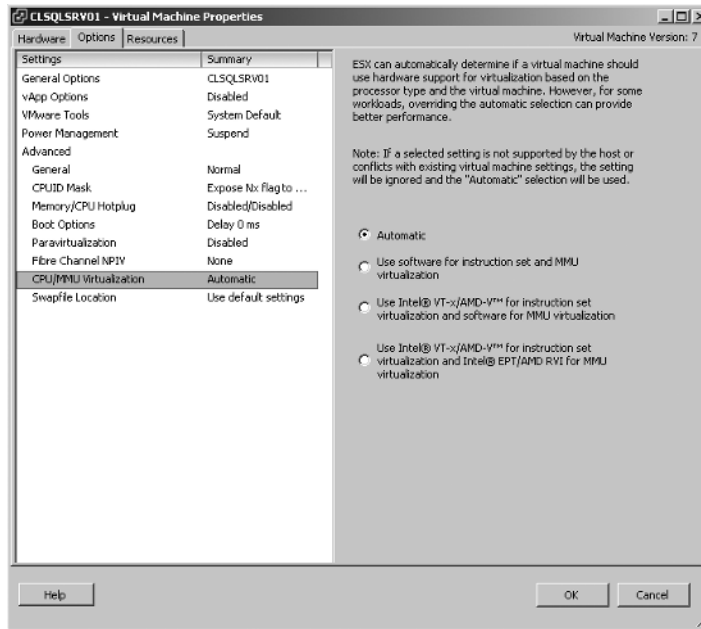 CLSQLSRV01 - Virtual Machine Properties
Hardware Options Resources Virtual Machine Version: 7
Settings Summary
General Options CLSQLSRV01
vApp Options Disabled
VMware Tools System Default
Power Management Suspend
Advanced
General Normal
CPUID Mask Expose Nx flag to ...
Memory/CPU Hotplug Disabled/Disabled
Boot Options Delay 0 ms
Paravirtualization Disabled
Fibre Channel NPIV None
CPU/MMU Virtualization Automatic
Swapfile Location Use default settings
ESX can automatically determine if a virtual machine should
use hardware support for virtualization based on the
processor type and the virtual machine. However, for some
workloads, overriding the automatic selection can provide
better performance.
Note: If a selected setting is not supported by the host or
conflicts with existing virtual machine settings, the setting
will be ignored and the "Automatic" selection will be used.
Automatic
Use software for instruction set and MMU
virtualization
Use Intel® VT-x/AMD-V™ for instruction set
virtualization and software for MMU virtualization
Use Intel® VT-x/AMD-V™ for instruction set
virtualization and Intel® EPT/AMD RVI for MMU
virtualization
Help OK Cancel